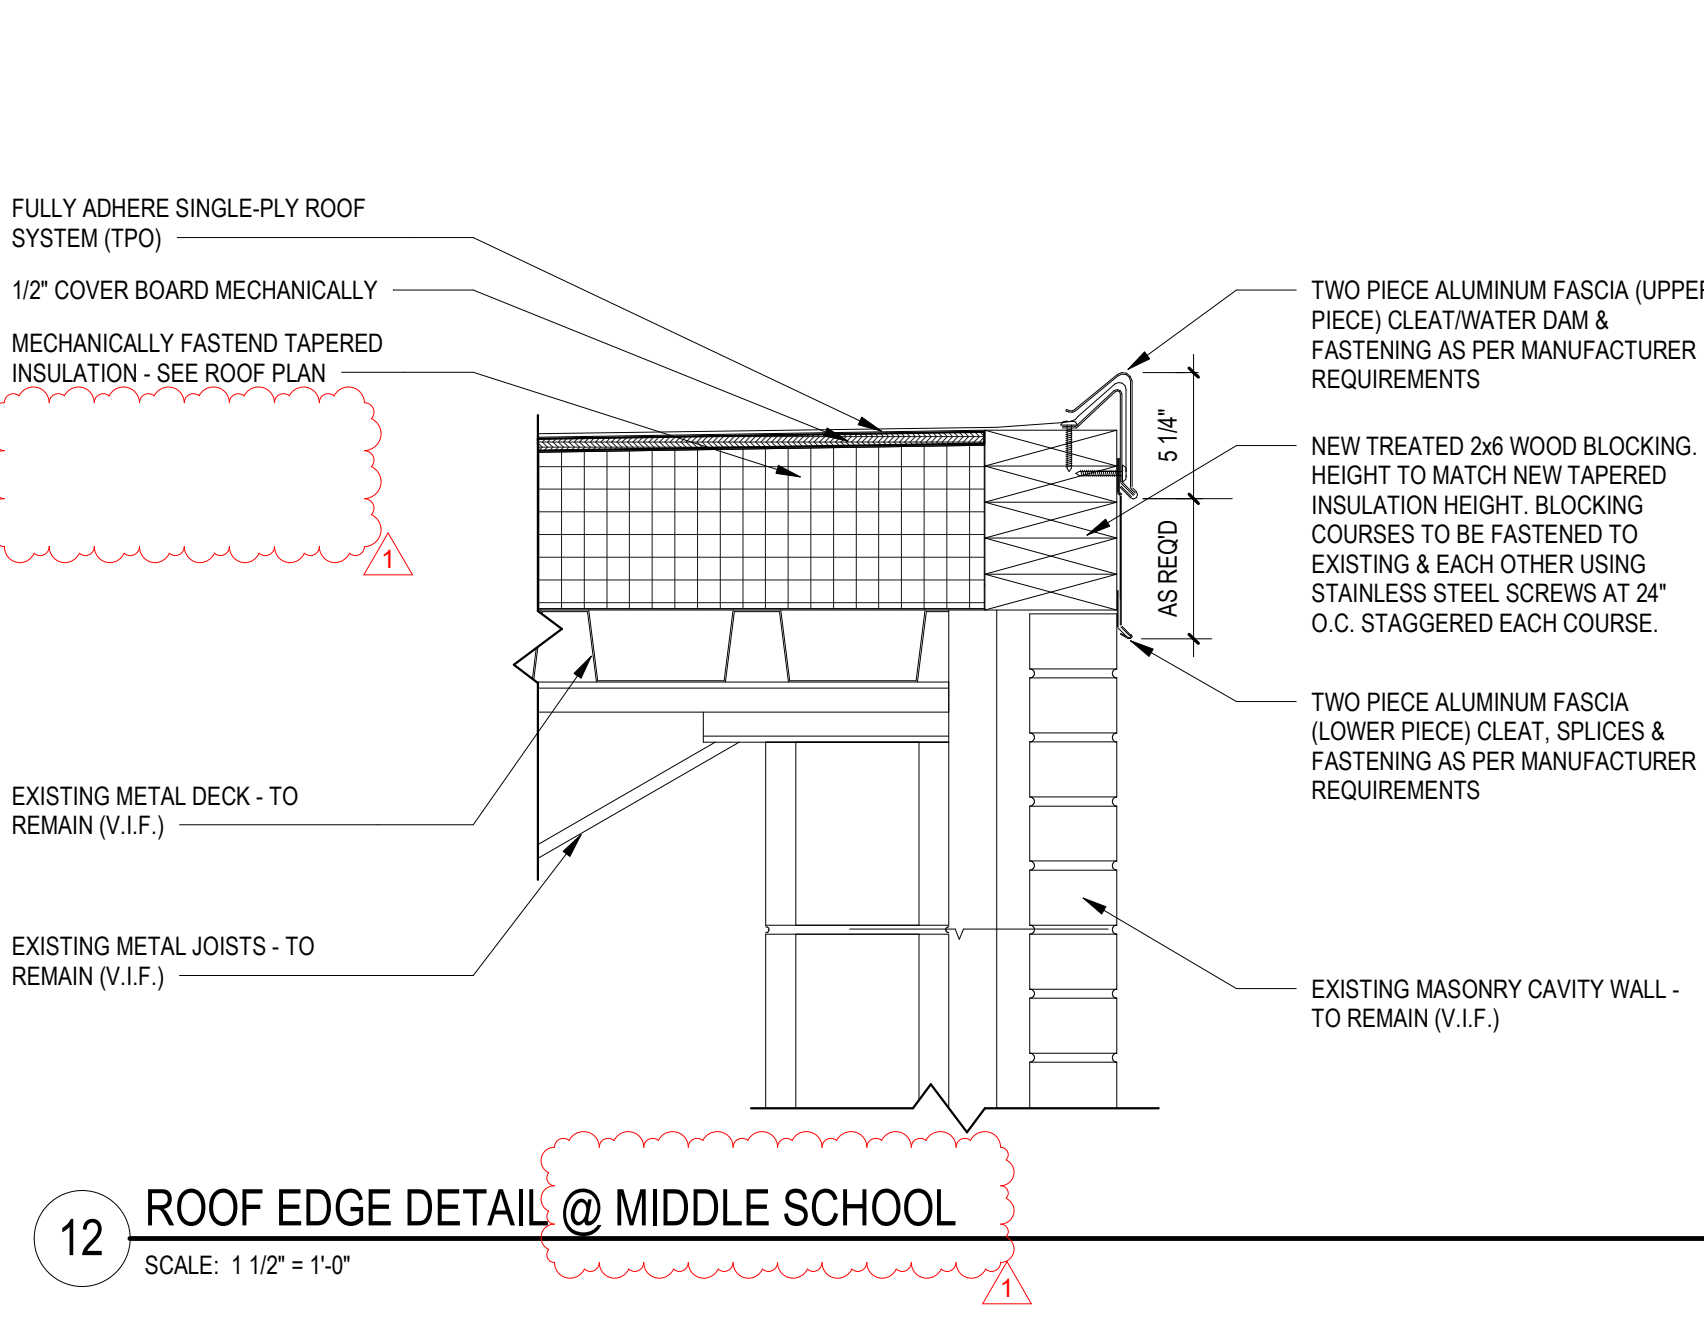 FULLY ADHERE SINGLE-PLY ROOF
SYSTEM (TPO)
1/2" COVER BOARD MECHANICALLY
MECHANICALLY FASTEND TAPERED
INSULATION - SEE ROOF PLAN
1
EXISTING METAL DECK - TO
REMAIN (V.I.F.)
EXISTING METAL JOISTS - TO
REMAIN (V.I.F.)
5 1/4"
AS REQ'D
TWO PIECE ALUMINUM FASCIA (UPPER
PIECE) CLEAT/WATER DAM &
FASTENING AS PER MANUFACTURER
REQUIREMENTS
NEW TREATED 2x6 WOOD BLOCKING.
HEIGHT TO MATCH NEW TAPERED
INSULATION HEIGHT. BLOCKING
COURSES TO BE FASTENED TO
EXISTING & EACH OTHER USING
STAINLESS STEEL SCREWS AT 24"
O.C. STAGGERED EACH COURSE.
TWO PIECE ALUMINUM FASCIA
(LOWER PIECE) CLEAT, SPLICES &
FASTENING AS PER MANUFACTURER
REQUIREMENTS
EXISTING MASONRY CAVITY WALL -
TO REMAIN (V.I.F.)
12
ROOF EDGE DETAIL @ MIDDLE SCHOOL
SCALE: 1 1/2" = 1'-0"
1